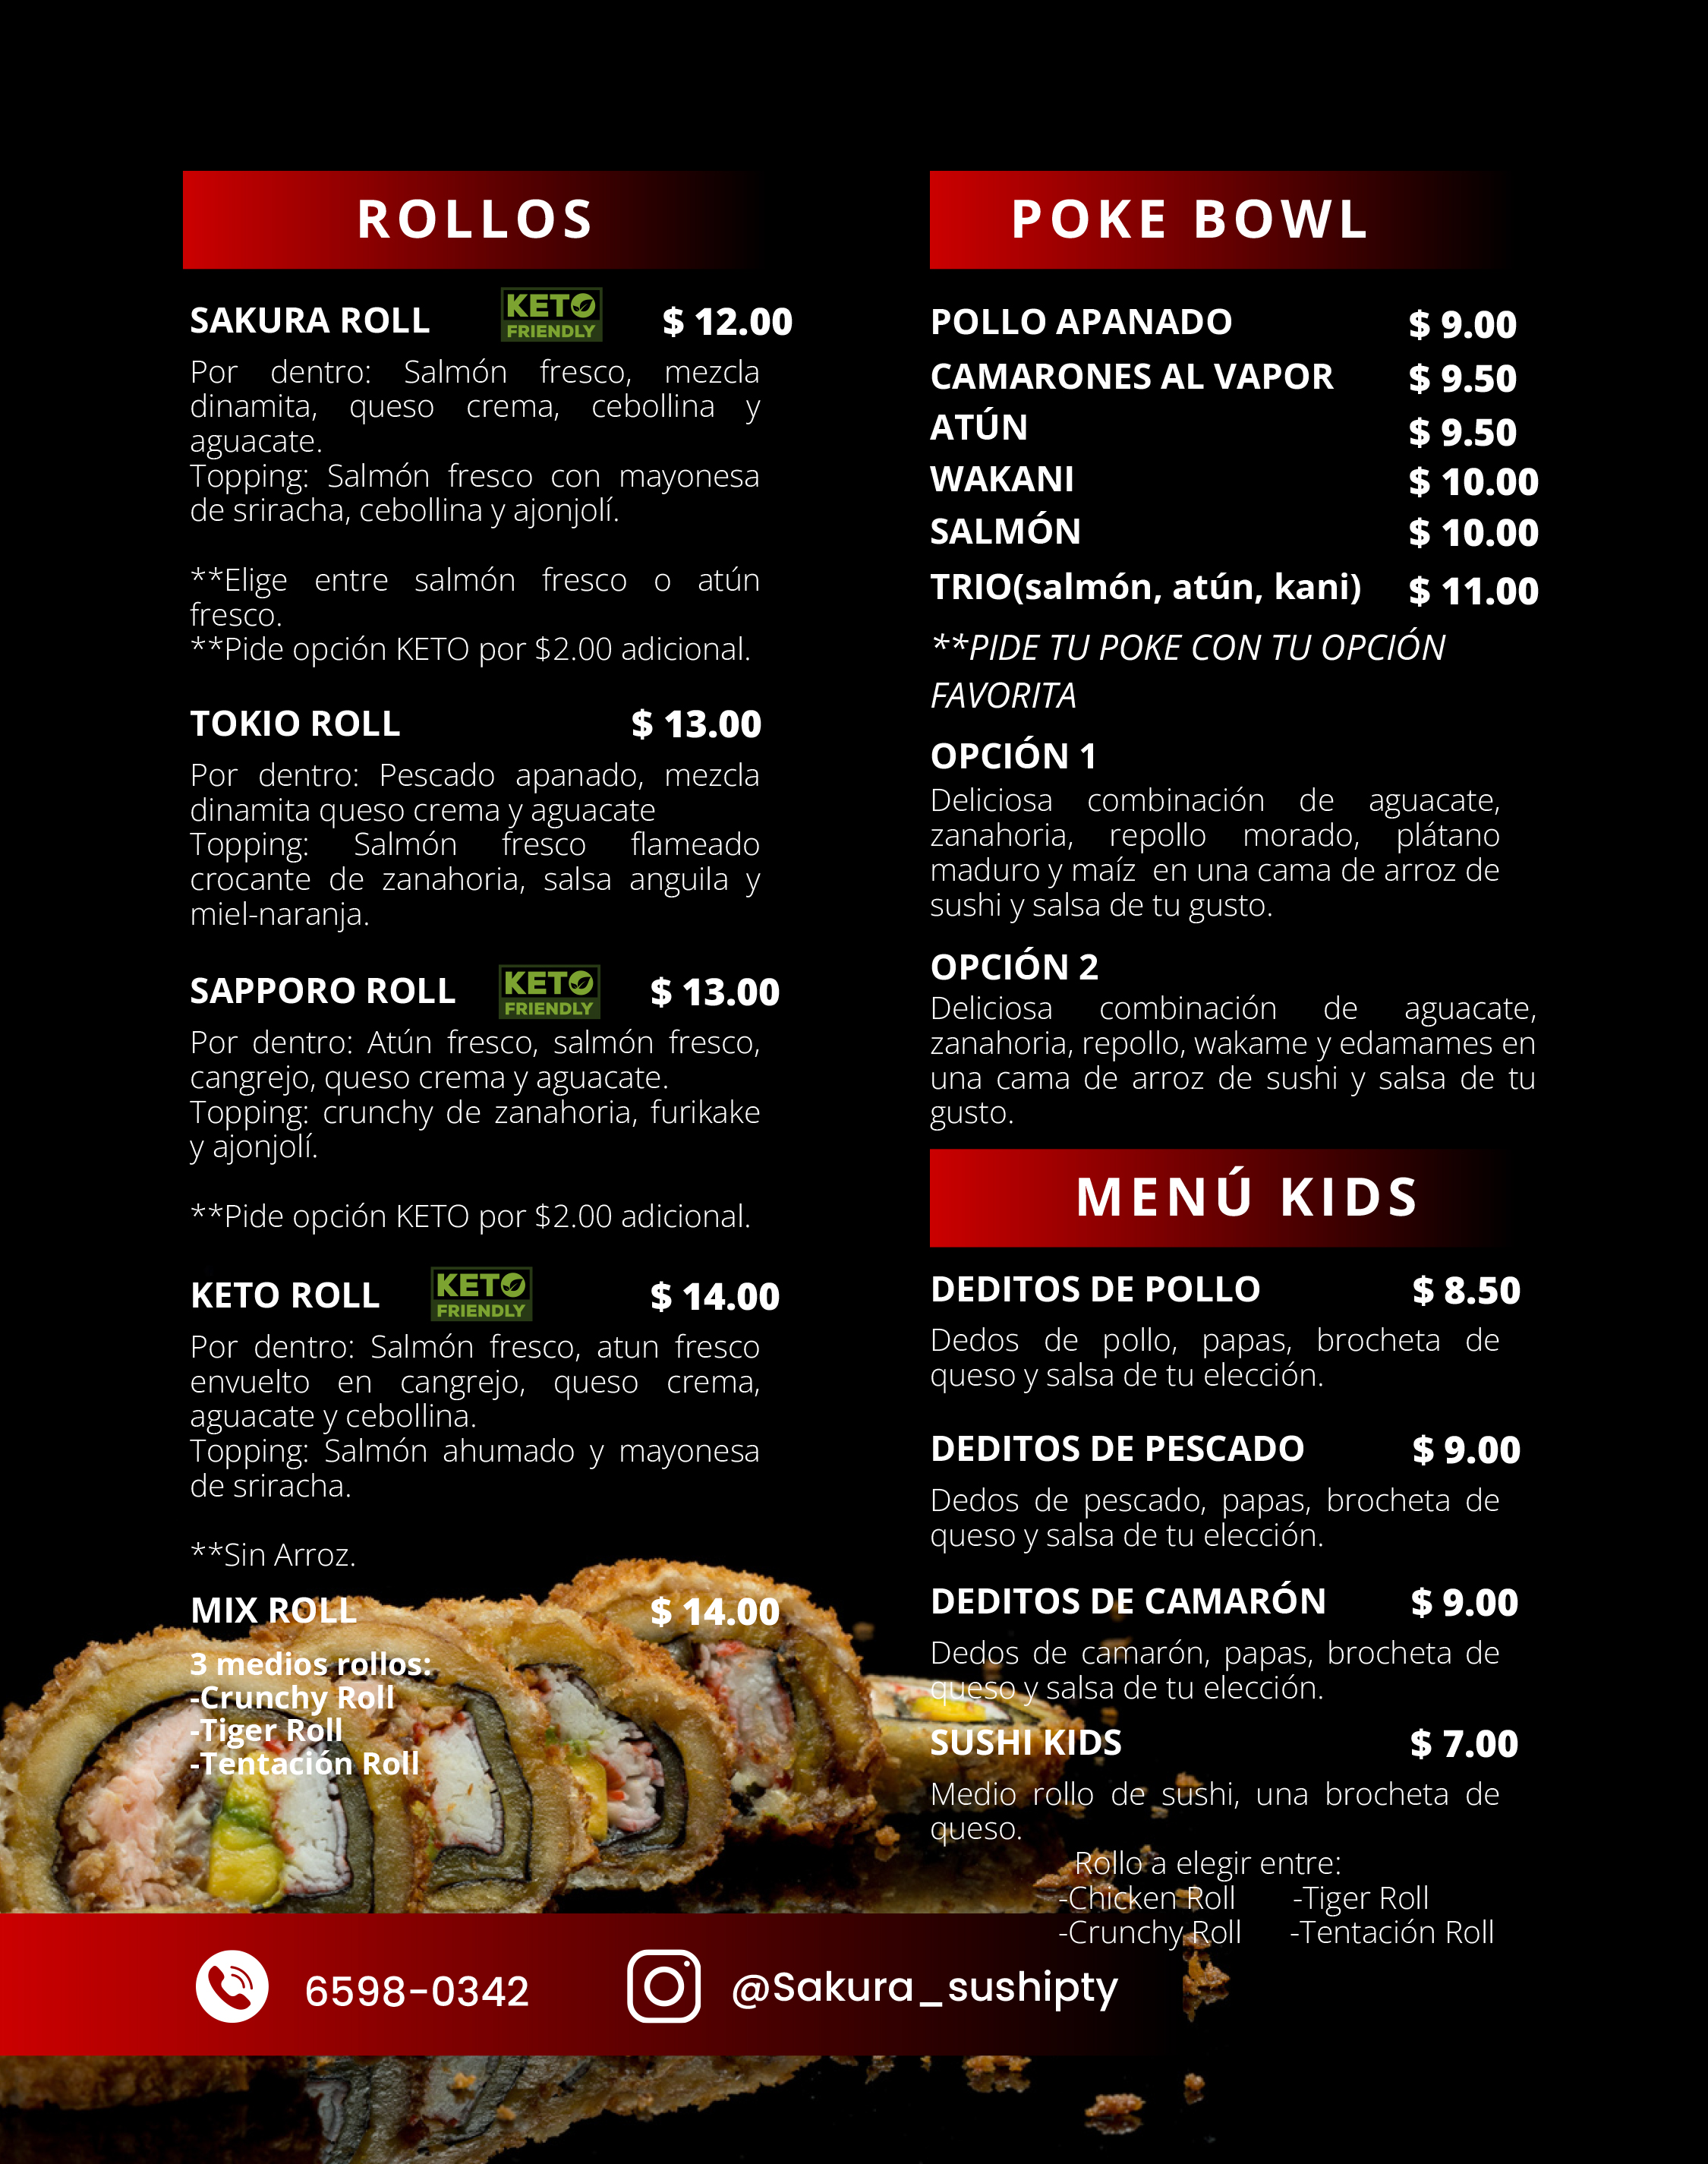 ROLLOS
SAKURA ROLL KETO FRIENDLY $ 12.00
Por dentro: Salmón fresco, mezcla
dinamita, queso crema, cebollina y
aguacate.
Topping: Salmón fresco con mayonesa
de sriracha, cebollina y ajonjolí.
**Elige entre salmón fresco o atún
fresco.
**Pide opción KETO por $2.00 adicional.
TOKIO ROLL $ 13.00
Por dentro: Pescado apanado, mezcla
dinamita queso crema y aguacate
Topping: Salmón fresco flameado
crocante de zanahoria, salsa anguila y
miel-naranja.
SAPPORO ROLL KETO FRIENDLY $ 13.00
Por dentro: Atún fresco, salmón fresco,
cangrejo, queso crema y aguacate.
Topping: crunchy de zanahoria, furikake
y ajonjolí.
**Pide opción KETO por $2.00 adicional.
KETO ROLL KETO FRIENDLY $ 14.00
Por dentro: Salmón fresco, atun fresco
envuelto en cangrejo, queso crema,
aguacate y cebollina.
Topping: Salmón ahumado y mayonesa
de sriracha.
**Sin Arroz.
MIX ROLL $ 14.00
3 medios rollos:
-Crunchy Roll
-Tiger Roll
-Tentación Roll
POKE BOWL
POLLO APANADO $ 9.00
CAMARONES AL VAPOR $ 9.50
ATÚN $ 9.50
WAKANI $ 10.00
SALMÓN $ 10.00
TRIO(salmón, atún, kani) $ 11.00
**PIDE TU POKE CON TU OPCIÓN
FAVORITA
OPCIÓN 1
Deliciosa combinación de aguacate,
zanahoria, repollo morado, plátano
maduro y maíz en una cama de arroz de
sushi y salsa de tu gusto.
OPCIÓN 2
Deliciosa combinación de aguacate,
zanahoria, repollo, wakame y edamames en
una cama de arroz de sushi y salsa de tu
gusto.
MENÚ KIDS
DEDITOS DE POLLO $ 8.50
Dedos de pollo, papas, brocheta de
queso y salsa de tu elección.
DEDITOS DE PESCADO $ 9.00
Dedos de pescado, papas, brocheta de
queso y salsa de tu elección.
DEDITOS DE CAMARÓN $ 9.00
Dedos de camarón, papas, brocheta de
queso y salsa de tu elección.
SUSHI KIDS $ 7.00
Medio rollo de sushi, una brocheta de
queso.
Rollo a elegir entre:
-Chicken Roll -Tiger Roll
-Crunchy Roll -Tentación Roll
6598-0342 @Sakura_sushipty